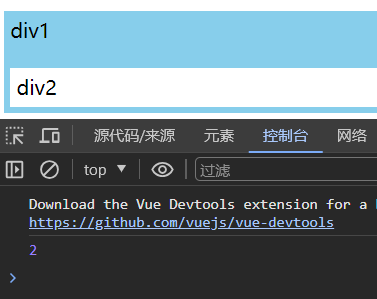 div1
div2
源代码/来源 元素 控制台 网络
top 过滤
Download the Vue Devtools extension for a
https://github.com/vuejs/vue-devtools
2